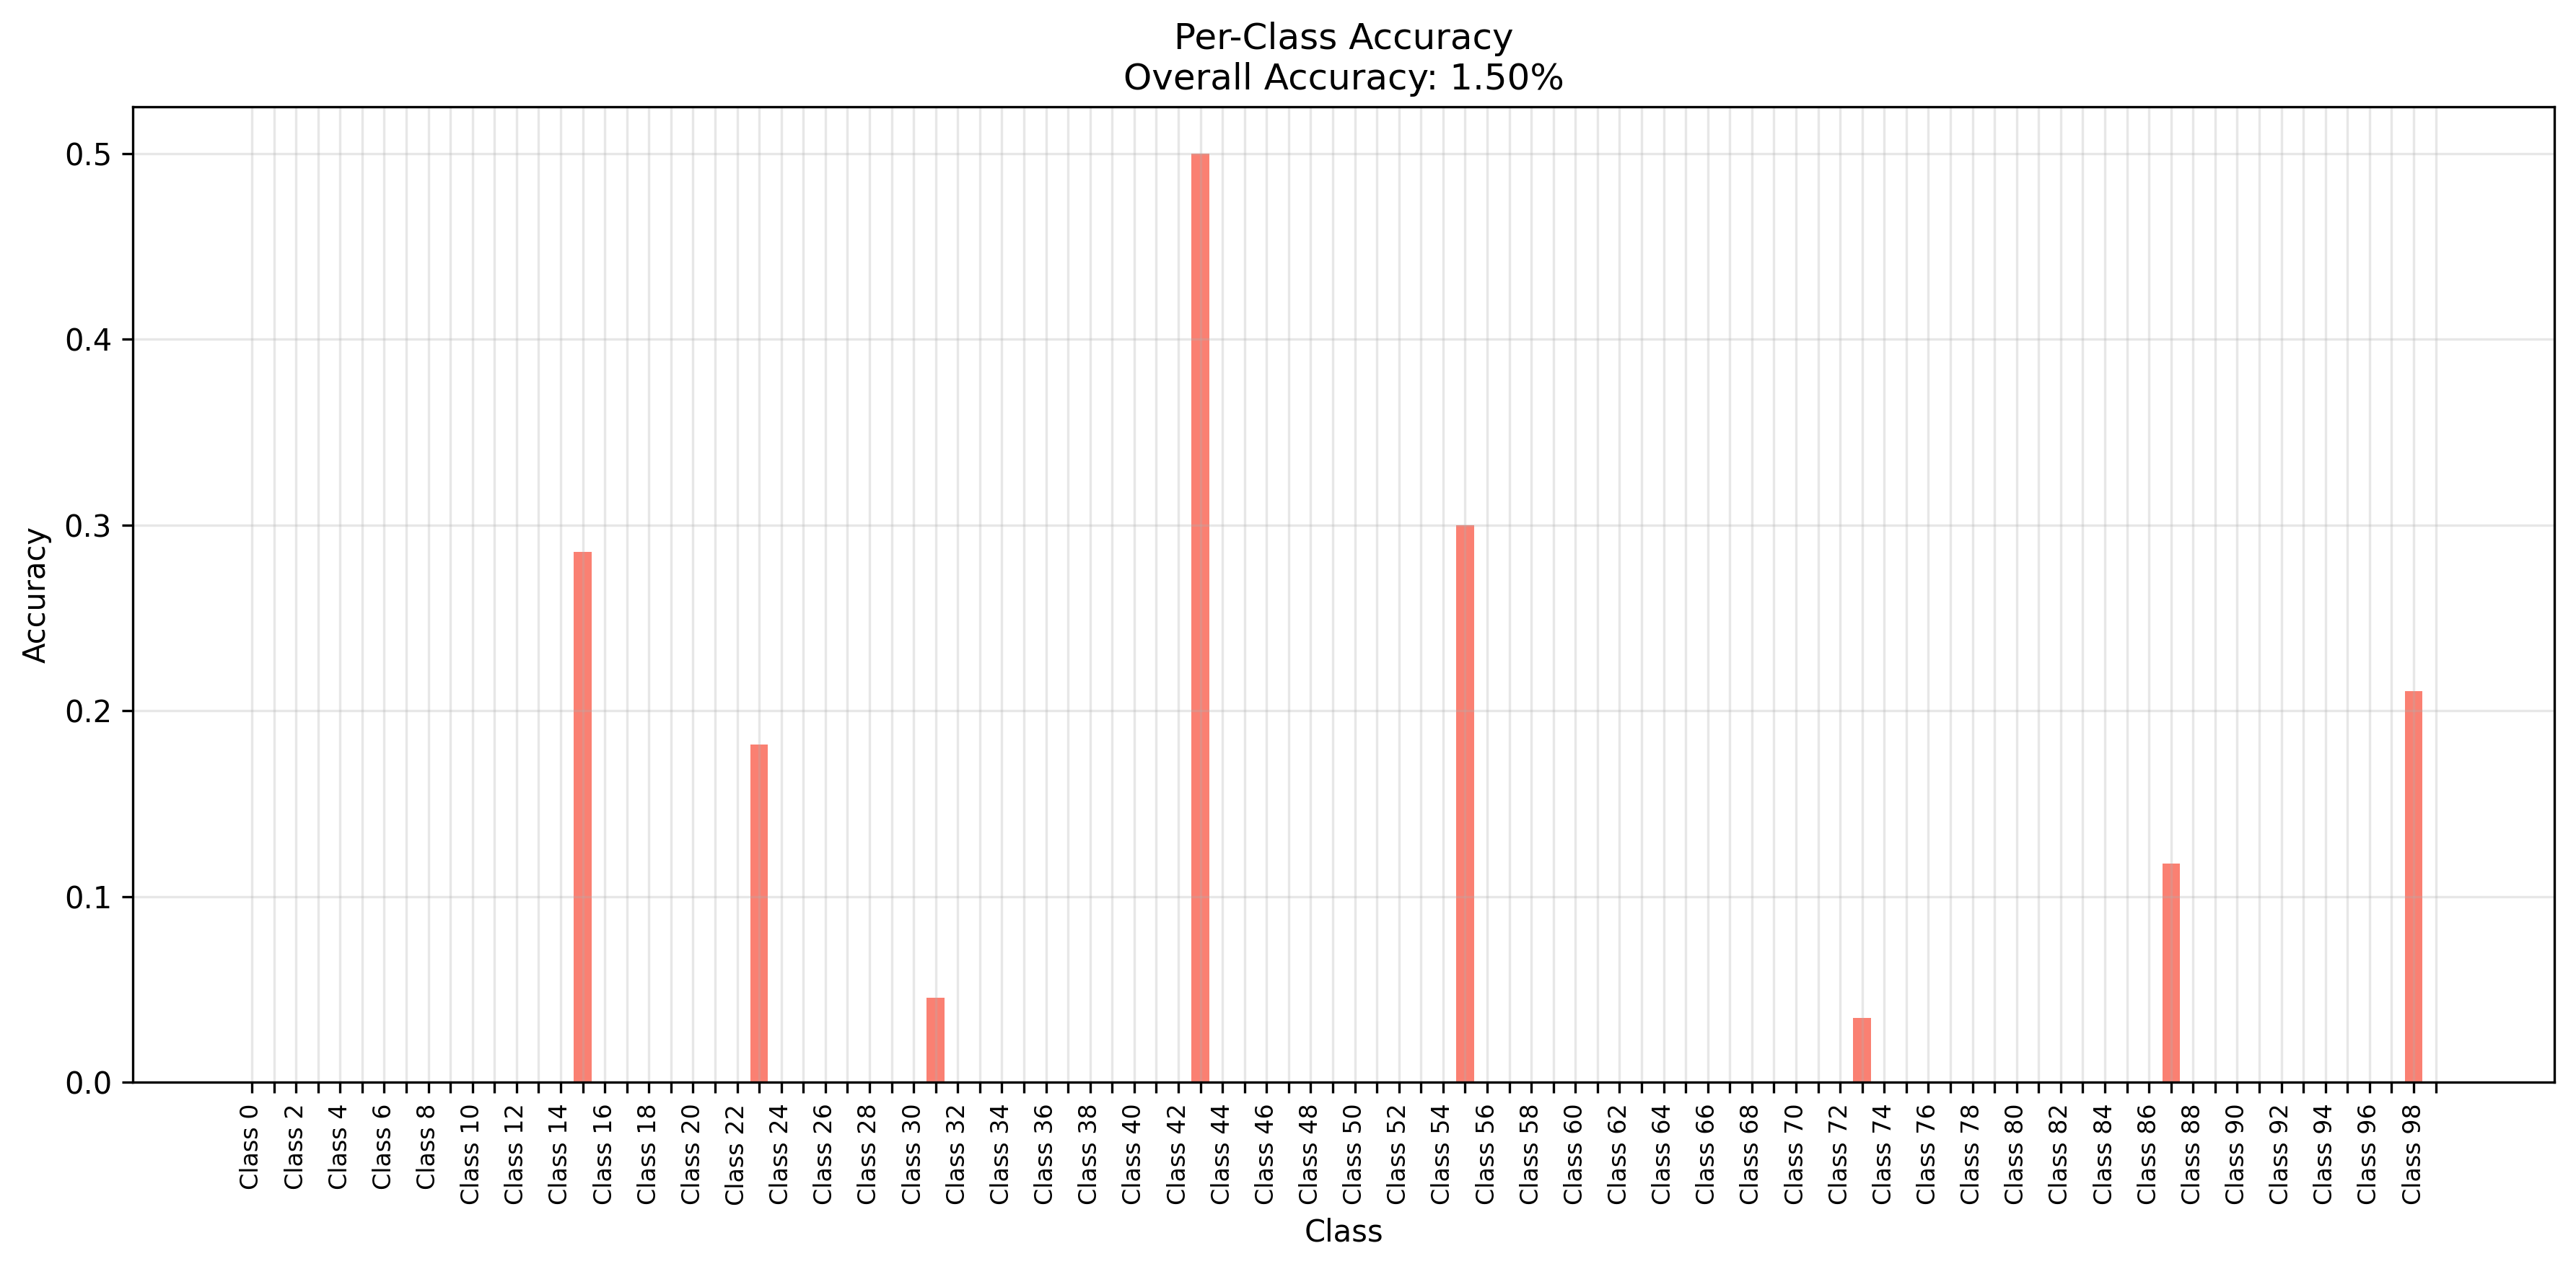 Per-Class Accuracy
Overall Accuracy: 1.50%
Accuracy
0.5
0.4
0.3
0.2
0.1
0.0
Class 0
Class 2
Class 4
Class 6
Class 8
Class 10
Class 12
Class 14
Class 16
Class 18
Class 20
Class 22
Class 24
Class 26
Class 28
Class 30
Class 32
Class 34
Class 36
Class 38
Class 40
Class 42
Class 44
Class 46
Class 48
Class 50
Class 52
Class 54
Class 56
Class 58
Class 60
Class 62
Class 64
Class 66
Class 68
Class 70
Class 72
Class 74
Class 76
Class 78
Class 80
Class 82
Class 84
Class 86
Class 88
Class 90
Class 92
Class 94
Class 96
Class 98
Class